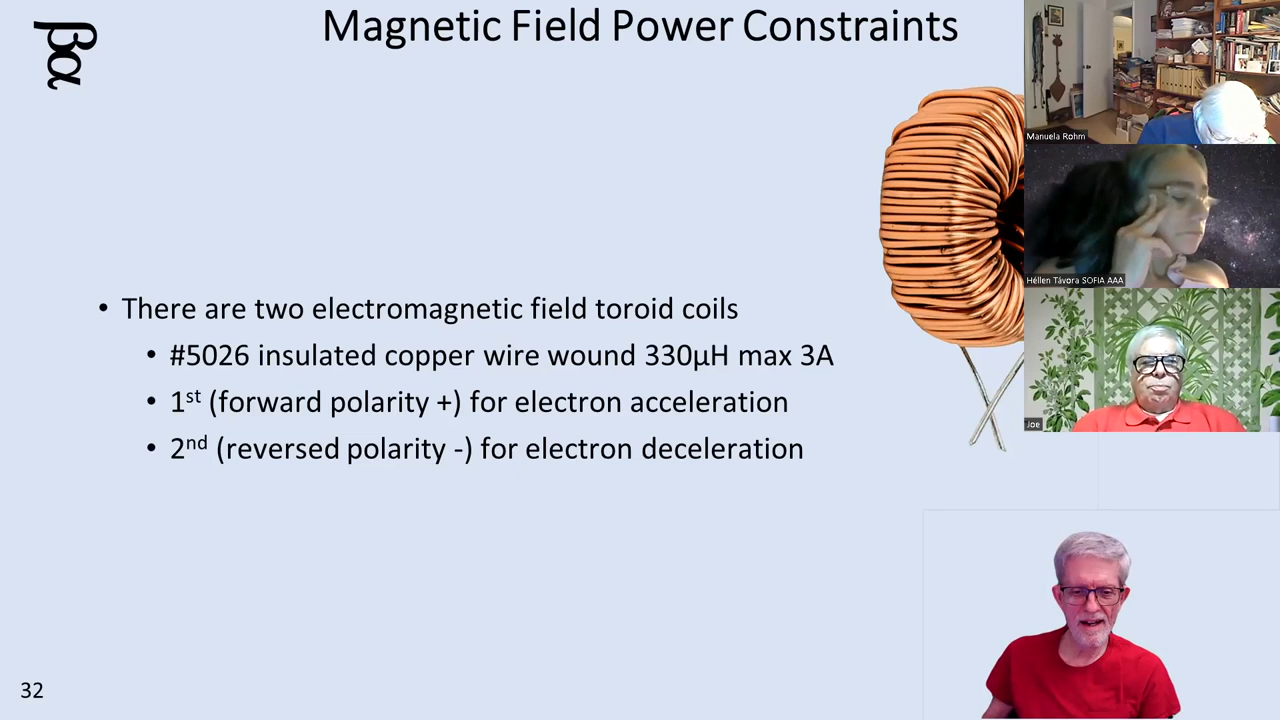 Magnetic Field Power Constraints
βα
Manuela Rohm
Héllen Távora SOFIA AAA
• There are two electromagnetic field toroid coils
• #5026 insulated copper wire wound 330µH max 3A
• 1st (forward polarity +) for electron acceleration
Joe
• 2nd (reversed polarity -) for electron deceleration
32